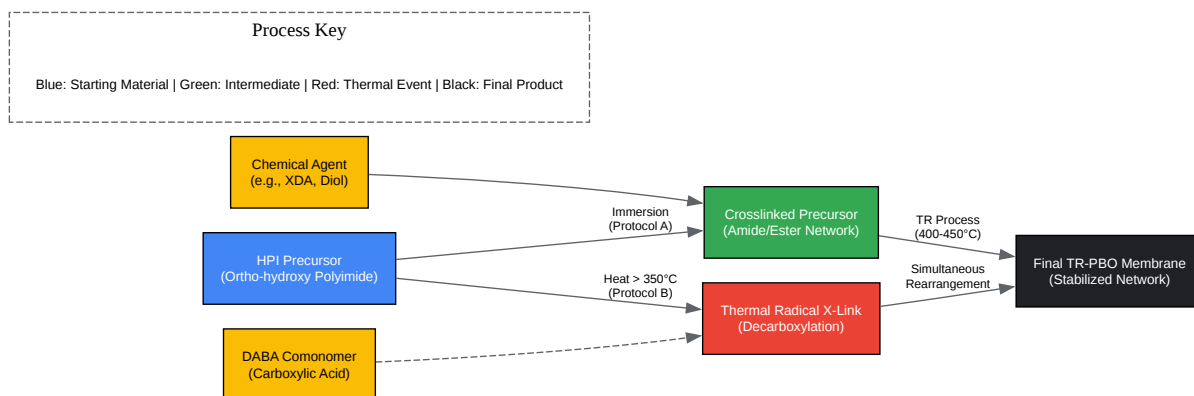 Process Key
Blue: Starting Material | Green: Intermediate | Red: Thermal Event | Black: Final Product
Chemical Agent
(e.g., XDA, Diol)
HPI Precursor
(Ortho-hydroxy Polyimide)
DABA Comonomer
(Carboxylic Acid)
Immersion
(Protocol A)
Heat > 350°C
(Protocol B)
Crosslinked Precursor
(Amide/Ester Network)
Thermal Radical X-Link
(Decarboxylation)
TR Process
(400-450°C)
Simultaneous
Rearrangement
Final TR-PBO Membrane
(Stabilized Network)